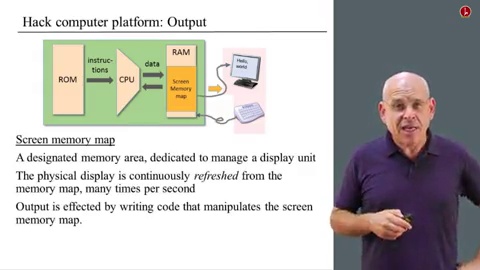 Hack computer platform: Output
ROM
instruc-
tions
CPU
data
RAM
Screen
Memory
map
Hello,
world
Screen memory map
A designated memory area, dedicated to manage a display unit
The physical display is continuously refreshed from the
memory map, many times per second
Output is effected by writing code that manipulates the screen
memory map.